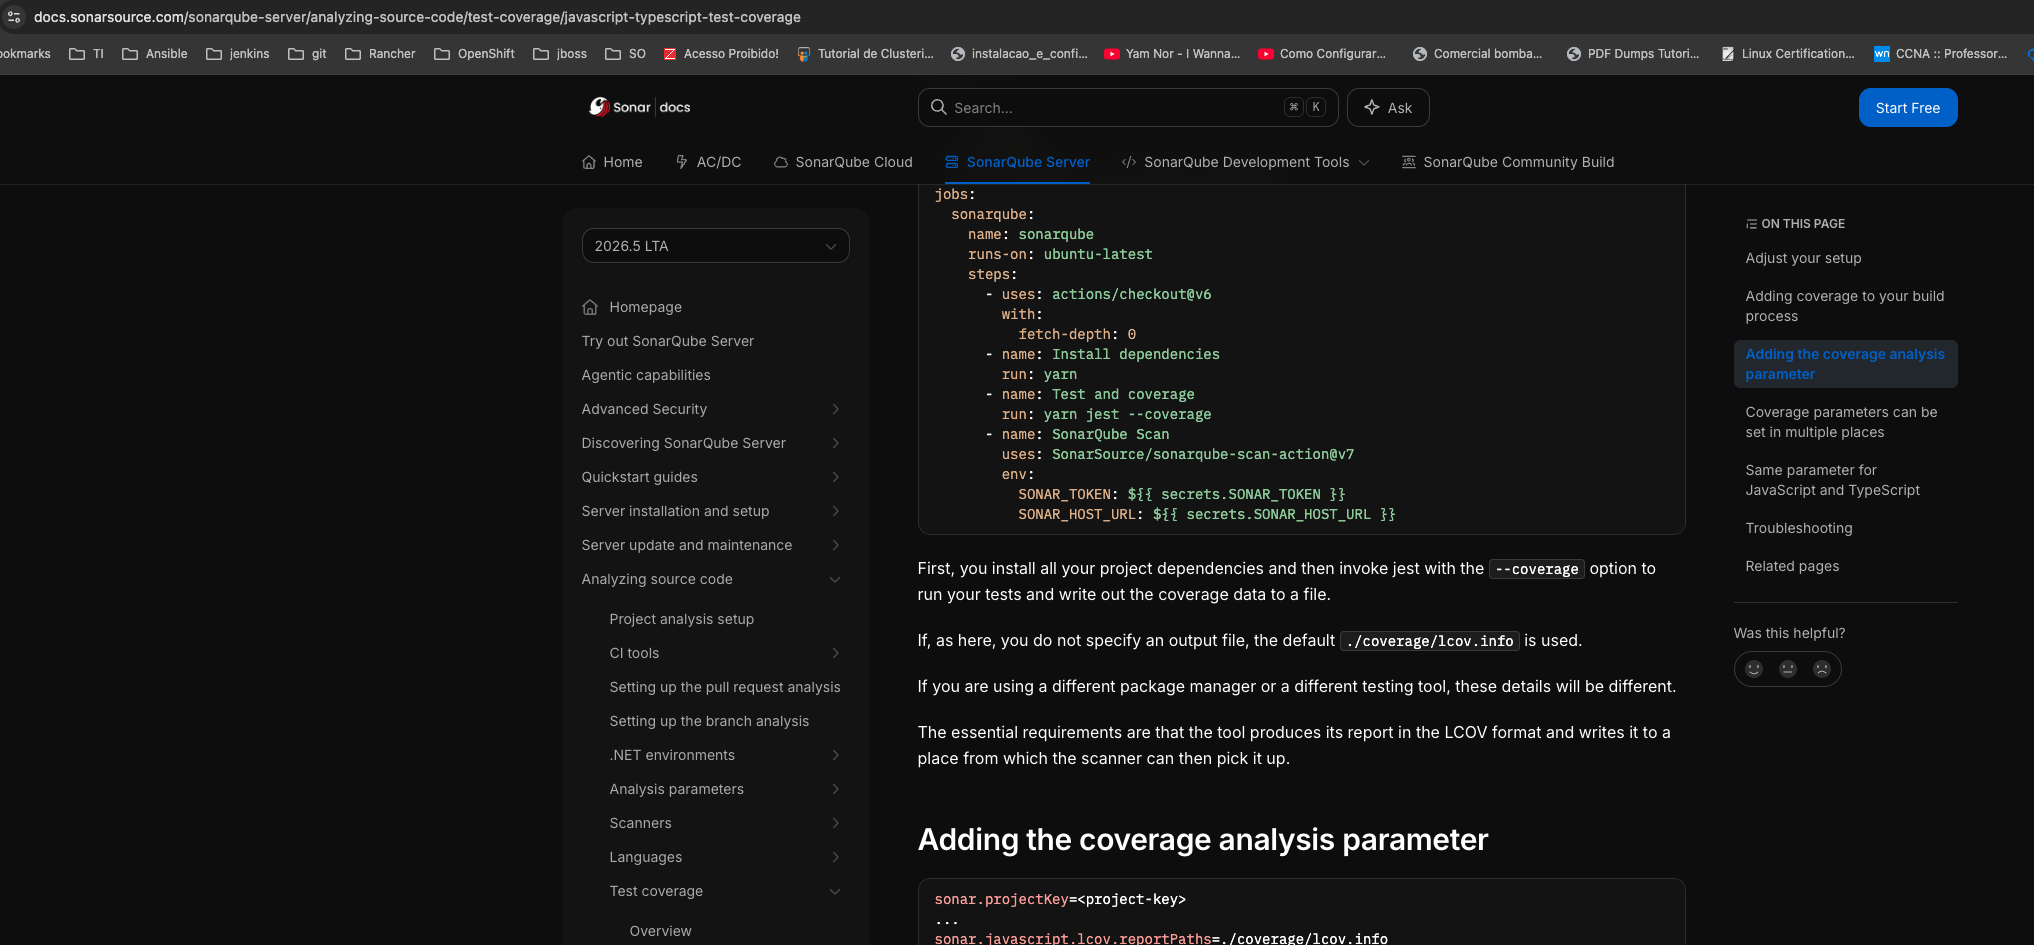 docs.sonarsource.com/sonarqube-server/analyzing-source-code/test-coverage/javascript-typescript-test-coverage
ookmarks TI Ansible jenkins git Rancher OpenShift jboss SO Acesso Proibido! Tutorial de Clusteri... instalacao_e_confi... Yam Nor - I Wanna... Como Configurar... Comercial bomba... PDF Dumps Tutori... Linux Certification... wn CCNA :: Professor...
Sonar docs
Search...
⌘ K
Ask
Start Free
Home
AC/DC
SonarQube Cloud
SonarQube Server
SonarQube Development Tools
SonarQube Community Build
2026.5 LTA
Homepage
Try out SonarQube Server
Agentic capabilities
Advanced Security
Discovering SonarQube Server
Quickstart guides
Server installation and setup
Server update and maintenance
Analyzing source code
Project analysis setup
CI tools
Setting up the pull request analysis
Setting up the branch analysis
.NET environments
Analysis parameters
Scanners
Languages
Test coverage
Overview
jobs:
sonarqube:
name: sonarqube
runs-on: ubuntu-latest
steps:
- uses: actions/checkout@v6
with:
fetch-depth: 0
- name: Install dependencies
run: yarn
- name: Test and coverage
run: yarn jest --coverage
- name: SonarQube Scan
uses: SonarSource/sonarqube-scan-action@v7
env:
SONAR_TOKEN: ${{ secrets.SONAR_TOKEN }}
SONAR_HOST_URL: ${{ secrets.SONAR_HOST_URL }}
First, you install all your project dependencies and then invoke jest with the --coverage option to
run your tests and write out the coverage data to a file.
If, as here, you do not specify an output file, the default ./coverage/lcov.info is used.
If you are using a different package manager or a different testing tool, these details will be different.
The essential requirements are that the tool produces its report in the LCOV format and writes it to a
place from which the scanner can then pick it up.
Adding the coverage analysis parameter
sonar.projectKey=<project-key>
...
sonar.javascript.lcov.reportPaths=./coverage/lcov.info
ON THIS PAGE
Adjust your setup
Adding coverage to your build
process
Adding the coverage analysis
parameter
Coverage parameters can be
set in multiple places
Same parameter for
JavaScript and TypeScript
Troubleshooting
Related pages
Was this helpful?